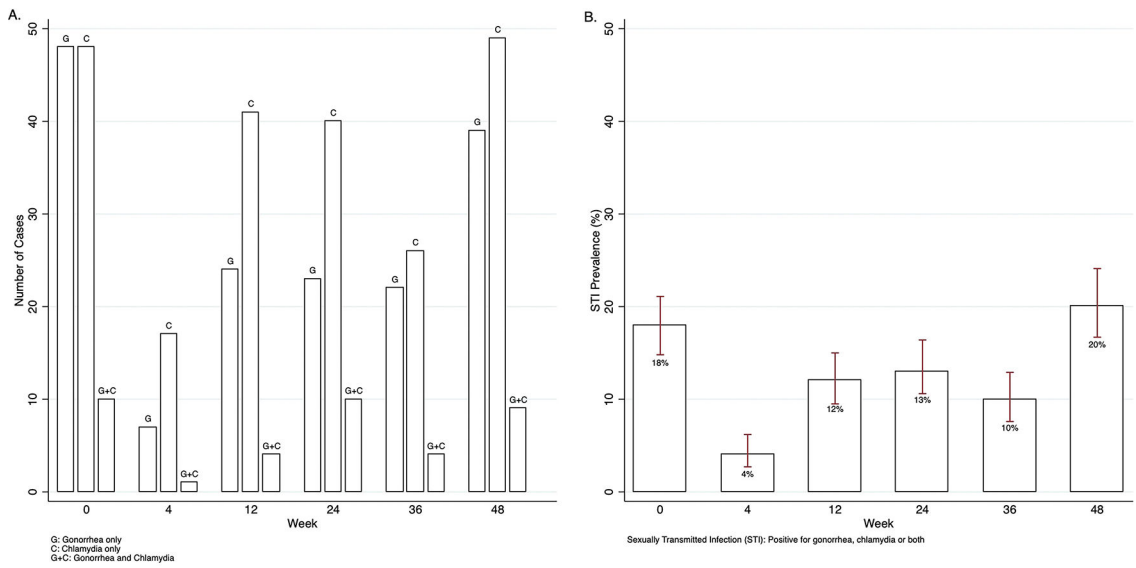 A.
50
40
30
20
10
0
Number of Cases
G
C
G+C
G
C
G+C
G
C
G+C
G
C
G+C
G
C
G+C
G
C
G+C
0 4 12 24 36 48
Week
G: Gonorrhea only
C: Chlamydia only
G+C: Gonorrhea and Chlamydia
B.
50
40
30
20
10
0
STI Prevalence (%)
18%
4%
12%
13%
10%
20%
0 4 12 24 36 48
Week
Sexually Transmitted Infection (STI): Positive for gonorrhea, chlamydia or both